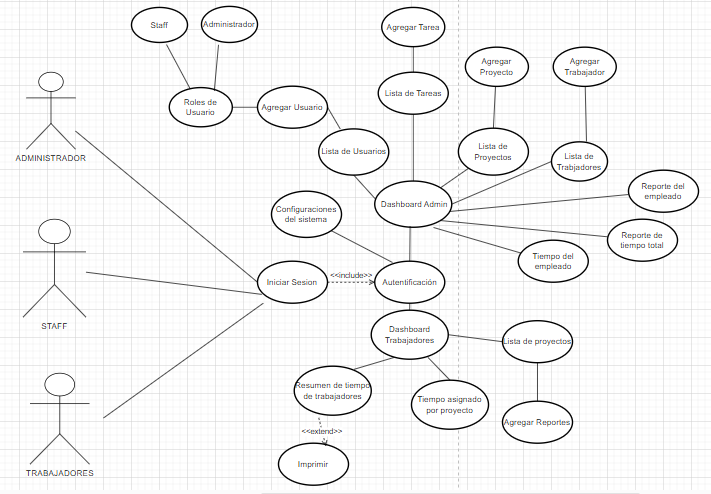 Staff
Administrador
Agregar Tarea
Agregar
Proyecto
Agregar
Trabajador
Lista de Tareas
Roles de
Usuario
Agregar Usuario
Lista de Usuarios
Lista de
Proyectos
Lista de
Trabjadores
ADMINISTRADOR
Reporte del
empleado
Dashboard Admin
Configuraciones
del sistema
Reporte de
tiempo total
Tiempo del
empleado
Iniciar Sesion
<<include>>
Autentificación
STAFF
Dashboard
Trabajadores
Lista de proyectos
Resumen de tiempo
de trabajadores
Tiempo asignado
por proyecto
Agregar Reportes
<<extend>>
Imprimir
TRABAJADORES